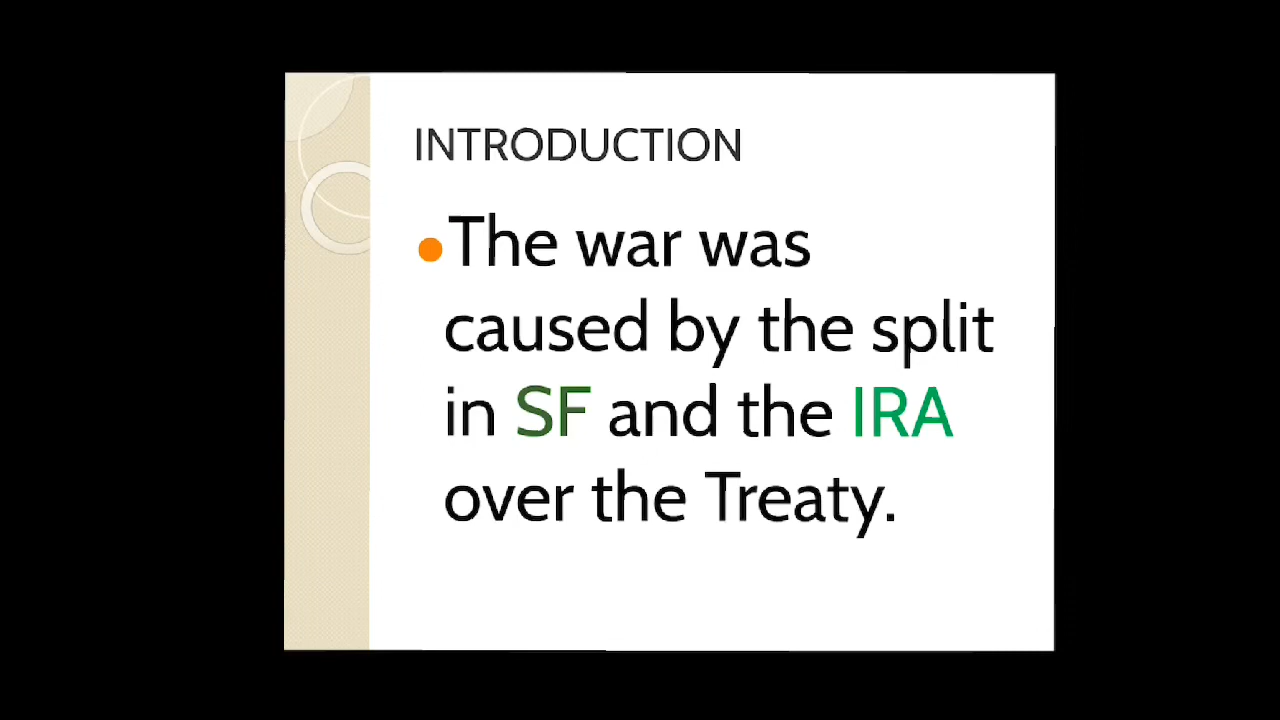 INTRODUCTION
•The war was
caused by the split
in SF and the IRA
over the Treaty.